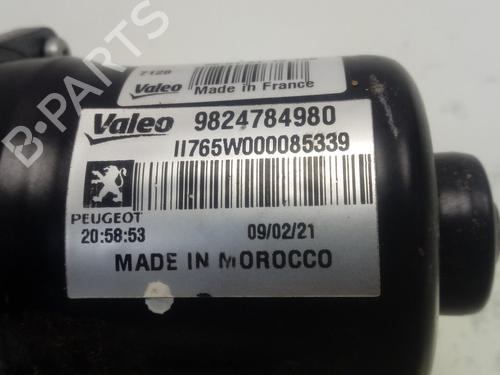 7128
Valeo Made in France
Valeo 9824784980
II765W000085339
PEUGEOT
20:58:53 09/02/21
MADE IN MOROCCO
B-PARTS